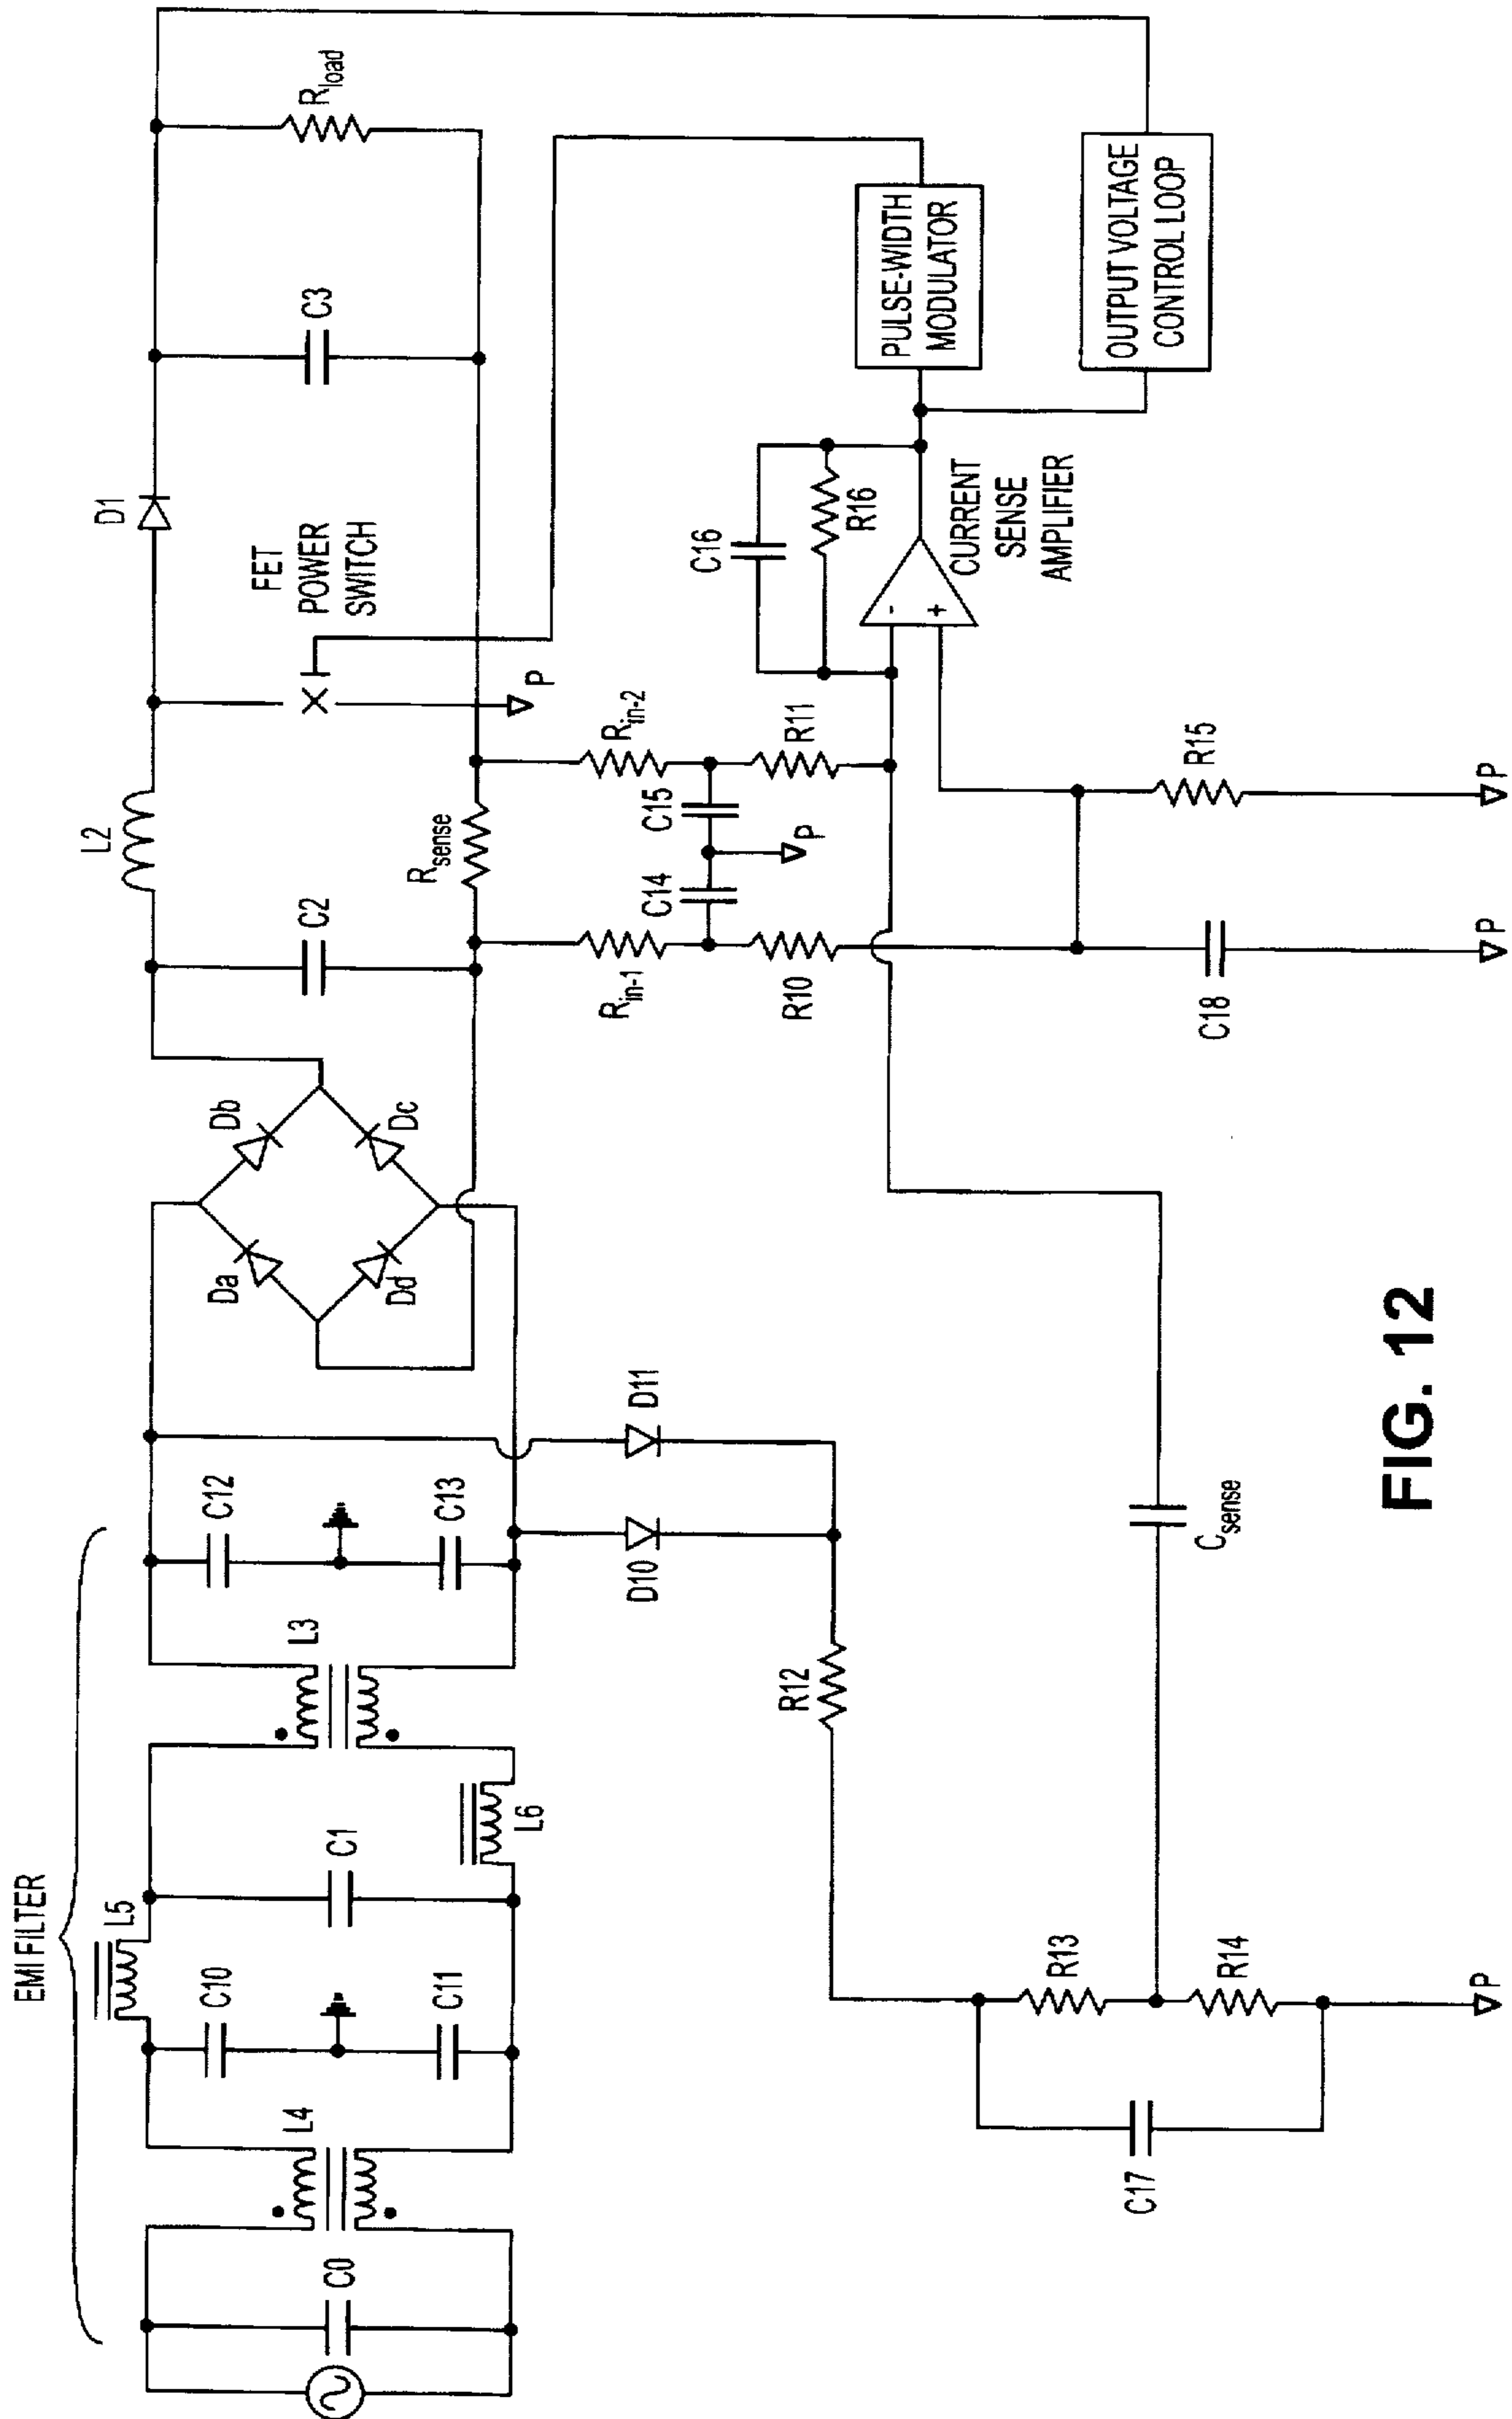 EMI FILTER
C0
L4
C10
C11
L5
C1
L6
L3
C12
C13
D10
D11
Da
Db
Dc
Dd
C2
L2
Rsense
FET
POWER
SWITCH
P
D1
C3
Rload
Rin-1
Rin-2
C14
C15
P
R10
R11
C16
R16
-
+
CURRENT
SENSE
AMPLIFIER
PULSE-WIDTH
MODULATOR
OUTPUT VOLTAGE
CONTROL LOOP
R12
R13
R14
C17
P
Csense
C18
P
R15
P
FIG. 12